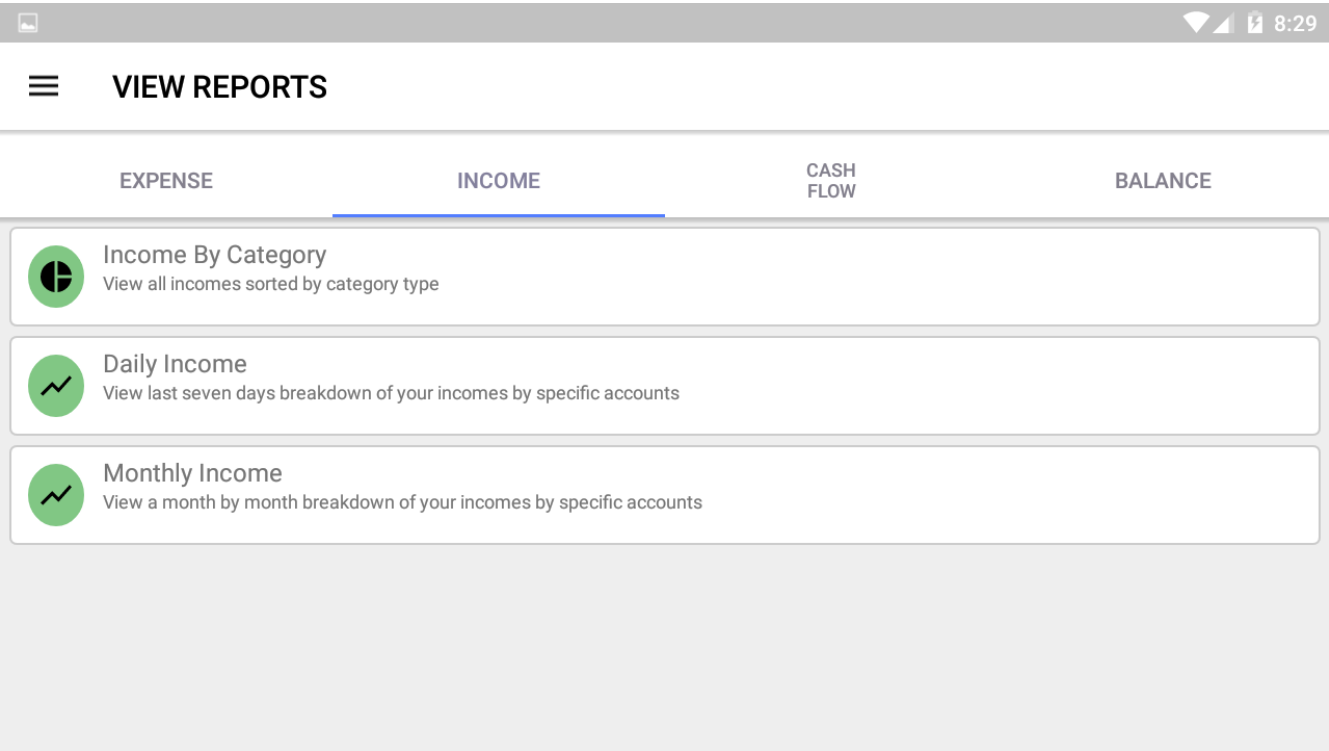 8:29
VIEW REPORTS
EXPENSE
INCOME
CASH
FLOW
BALANCE
Income By Category
View all incomes sorted by category type
Daily Income
View last seven days breakdown of your incomes by specific accounts
Monthly Income
View a month by month breakdown of your incomes by specific accounts